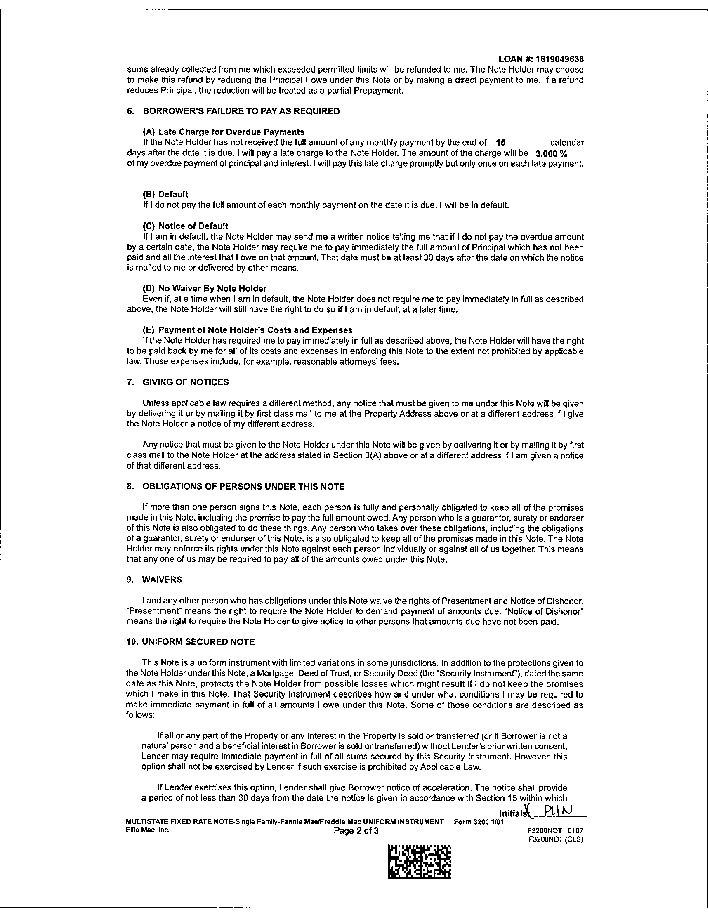 LOAN #: 1819049638
sums already collected from me which exceeded permitted limits will be refunded to me. The Note Holder may choose
to make this refund by reducing the Principal I owe under this Note or by making a direct payment to me. If a refund
reduces Principal, the reduction will be treated as a partial Prepayment.
6. BORROWER'S FAILURE TO PAY AS REQUIRED
(A) Late Charge for Overdue Payments
If the Note Holder has not received the full amount of any monthly payment by the end of 15 calendar
days after the date it is due, I will pay a late charge to the Note Holder. The amount of the charge will be 3.000 %
of my overdue payment of principal and interest. I will pay this late charge promptly but only once on each late payment.
(B) Default
If I do not pay the full amount of each monthly payment on the date it is due, I will be in default.
(C) Notice of Default
If I am in default, the Note Holder may send me a written notice telling me that if I do not pay the overdue amount
by a certain date, the Note Holder may require me to pay immediately the full amount of Principal which has not been
paid and all the interest that I owe on that amount. That date must be at least 30 days after the date on which the notice
is mailed to me or delivered by other means.
(D) No Waiver By Note Holder
Even if, at a time when I am in default, the Note Holder does not require me to pay immediately in full as described
above, the Note Holder will still have the right to do so if I am in default at a later time.
(E) Payment of Note Holder's Costs and Expenses
If the Note Holder has required me to pay immediately in full as described above, the Note Holder will have the right
to be paid back by me for all of its costs and expenses in enforcing this Note to the extent not prohibited by applicable
law. Those expenses include, for example, reasonable attorneys' fees.
7. GIVING OF NOTICES
Unless applicable law requires a different method, any notice that must be given to me under this Note will be given
by delivering it or by mailing it by first class mail to me at the Property Address above or at a different address if I give
the Note Holder a notice of my different address.
Any notice that must be given to the Note Holder under this Note will be given by delivering it or by mailing it by first
class mail to the Note Holder at the address stated in Section 3(A) above or at a different address if I am given a notice
of that different address.
8. OBLIGATIONS OF PERSONS UNDER THIS NOTE
If more than one person signs this Note, each person is fully and personally obligated to keep all of the promises
made in this Note, including the promise to pay the full amount owed. Any person who is a guarantor, surety or endorser
of this Note is also obligated to do these things. Any person who takes over these obligations, including the obligations
of a guarantor, surety or endorser of this Note, is also obligated to keep all of the promises made in this Note. The Note
Holder may enforce its rights under this Note against each person individually or against all of us together. This means
that any one of us may be required to pay all of the amounts owed under this Note.
9. WAIVERS
I and any other person who has obligations under this Note waive the rights of Presentment and Notice of Dishonor.
"Presentment" means the right to require the Note Holder to demand payment of amounts due. "Notice of Dishonor"
means the right to require the Note Holder to give notice to other persons that amounts due have not been paid.
10. UNIFORM SECURED NOTE
This Note is a uniform instrument with limited variations in some jurisdictions. In addition to the protections given to
the Note Holder under this Note, a Mortgage, Deed of Trust, or Security Deed (the "Security Instrument"), dated the same
date as this Note, protects the Note Holder from possible losses which might result if I do not keep the promises
which I make in this Note. That Security Instrument describes how and under what conditions I may be required to
make immediate payment in full of all amounts I owe under this Note. Some of those conditions are described as
follows:
If all or any part of the Property or any Interest in the Property is sold or transferred (or if Borrower is not a
natural person and a beneficial interest in Borrower is sold or transferred) without Lender's prior written consent,
Lender may require immediate payment in full of all sums secured by this Security Instrument. However, this
option shall not be exercised by Lender if such exercise is prohibited by Applicable Law.
If Lender exercises this option, Lender shall give Borrower notice of acceleration. The notice shall provide
a period of not less than 30 days from the date the notice is given in accordance with Section 15 within which
Initials:
MULTISTATE FIXED RATE NOTE-Single Family-Fannie Mae/Freddie Mac UNIFORM INSTRUMENT Form 3200 1/01
Ellie Mae, Inc. Page 2 of 3 F3200NOT 0107
F3200NOT (CLS)